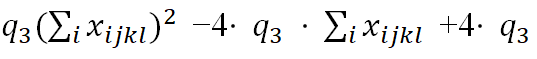 q₃(∑ᵢ xᵢⱼₖₗ)² −4· q₃ · ∑ᵢ xᵢⱼₖₗ +4· q₃